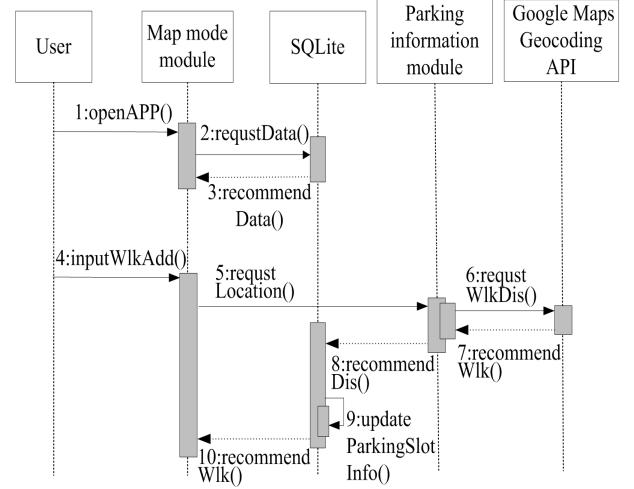 User
Map mode
module
SQLite
Parking
information
module
Google Maps
Geocoding
API
1:openAPP()
2:requstData()
3:recommend
Data()
4:inputWlkAdd()
5:requst
Location()
6:requst
WlkDis()
7:recommend
Wlk()
8:recommend
Dis()
9:update
ParkingSlot
Info()
10:recommend
Wlk()